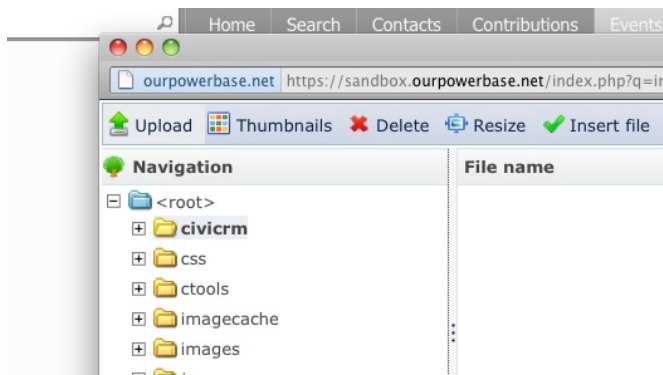 Home Search Contacts Contributions Events
ourpowerbase.net https://sandbox.ourpowerbase.net/index.php?q=i
Upload Thumbnails Delete Resize Insert file
Navigation File name
<root>
civicrm
css
ctools
imagecache
images